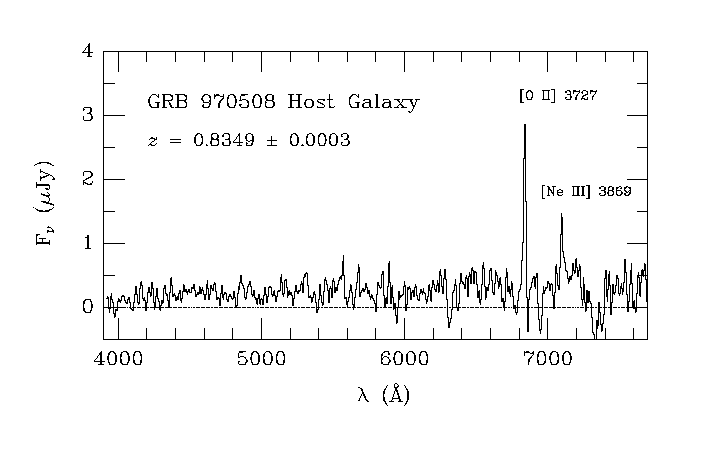 4
GRB 970508 Host Galaxy
[O II] 3727
3
z = 0.8349 ± 0.0003
2
[Ne III] 3869
1
0
Fν (μJy)
4000 5000 6000 7000
λ (Å)